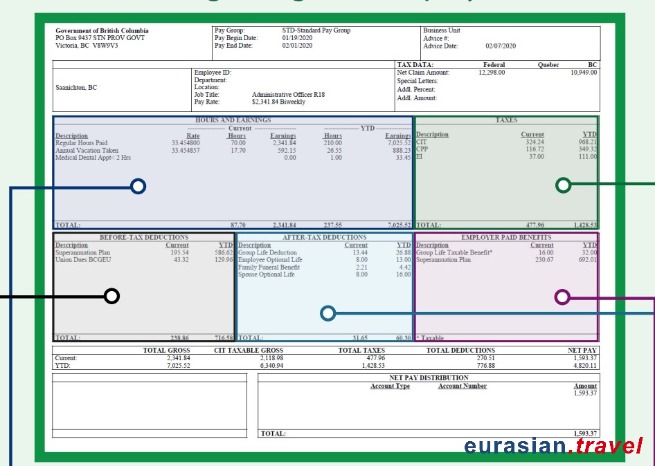 Government of British Columbia
PO Box 9437 STN PROV GOVT
Victoria, BC V8W9V3
Pay Group: STD-Standard Pay Group
Pay Begin Date: 01/19/2020
Pay End Date: 02/01/2020
Business Unit
Advice #:
Advice Date: 02/07/2020
Saanichton, BC
Employee ID:
Department:
Location:
Job Title: Administrative Officer R18
Pay Rate: $2,341.84 Biweekly
TAX DATA: Federal Quebec BC
Net Claim Amount: 12,298.00 10,949.00
Special Letters:
Addl. Percent:
Addl. Amount:
HOURS AND EARNINGS
Current YTD
Description Rate Hours Earnings Hours Earnings
Regular Hours Paid 33.454800 70.00 2,341.84 210.00 7,025.52
Annual Vacation Taken 33.454857 17.70 592.15 26.55 888.23
Medical Dental Appt< 2 Hrs 0.00 1.00 33.45
TOTAL: 87.70 2,341.84 237.55 7,025.52
TAXES
Description Current YTD
CIT 324.24 968.21
CPP 116.72 349.32
EI 37.00 111.00
TOTAL: 477.96 1,428.53
BEFORE-TAX DEDUCTIONS
Description Current YTD
Superannuation Plan 195.54 586.62
Union Dues BCGEU 43.32 129.96
TOTAL: 238.86 716.58
AFTER-TAX DEDUCTIONS
Description Current YTD
Group Life Deduction 13.44 26.88
Employee Optional Life 8.00 13.00
Family Funeral Benefit 2.21 4.42
Spouse Optional Life 8.00 16.00
TOTAL: 31.65 60.30
EMPLOYER PAID BENEFITS
Description Current YTD
Group Life Taxable Benefit* 16.00 32.00
Superannuation Plan 230.67 692.01
* Taxable
TOTAL GROSS CIT TAXABLE GROSS TOTAL TAXES TOTAL DEDUCTIONS NET PAY
Current: 2,341.84 2,118.98 477.96 270.51 1,593.37
YTD: 7,025.52 6,340.94 1,428.53 776.88 4,820.11
NET PAY DISTRIBUTION
Account Type Account Number Amount
1,593.37
TOTAL: 1,593.37
eurasian.travel